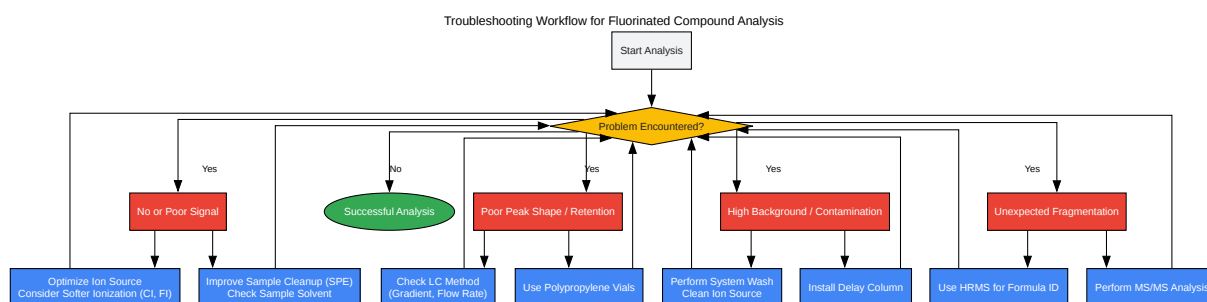 Troubleshooting Workflow for Fluorinated Compound Analysis
Start Analysis
Problem Encountered?
Yes
No
Yes
Yes
Yes
No or Poor Signal
Successful Analysis
Poor Peak Shape / Retention
High Background / Contamination
Unexpected Fragmentation
Optimize Ion Source
Consider Softer Ionization (CI, FI)
Improve Sample Cleanup (SPE)
Check Sample Solvent
Check LC Method
(Gradient, Flow Rate)
Use Polypropylene Vials
Perform System Wash
Clean Ion Source
Install Delay Column
Use HRMS for Formula ID
Perform MS/MS Analysis